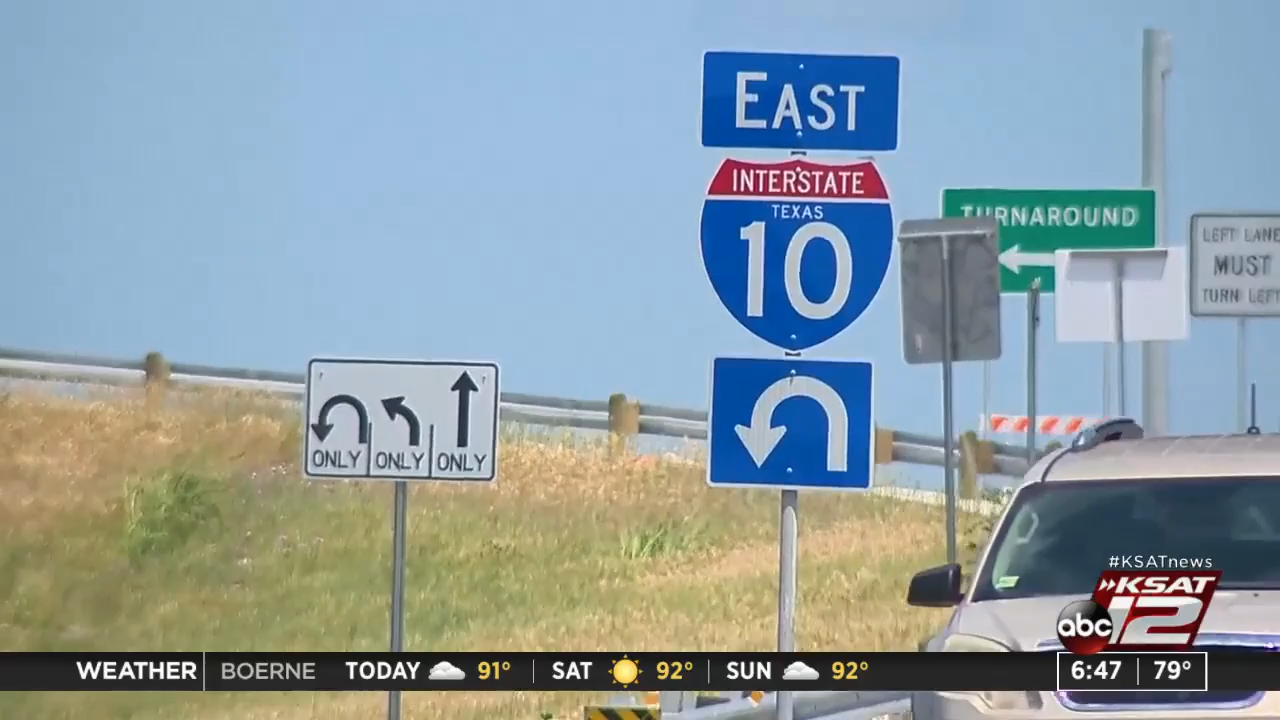 EAST
INTERSTATE
TEXAS
10
TURNAROUND
LEFT LANE
MUST
TURN LEFT
ONLY ONLY ONLY
#KSATnews
KSAT
abc 12
WEATHER BOERNE TODAY 91° SAT 92° SUN 92° 6:47 79°